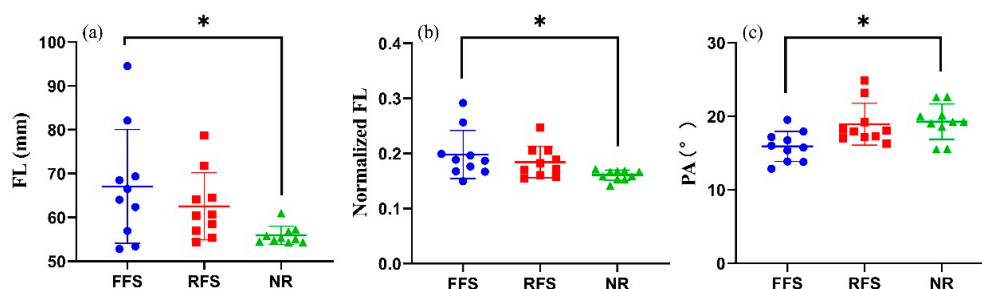 (a)
*
FL (mm)
100
90
80
70
60
50
FFS
RFS
NR
(b)
*
Normalized FL
0.4
0.3
0.2
0.1
0.0
FFS
RFS
NR
(c)
*
PA(°)
30
20
10
0
FFS
RFS
NR